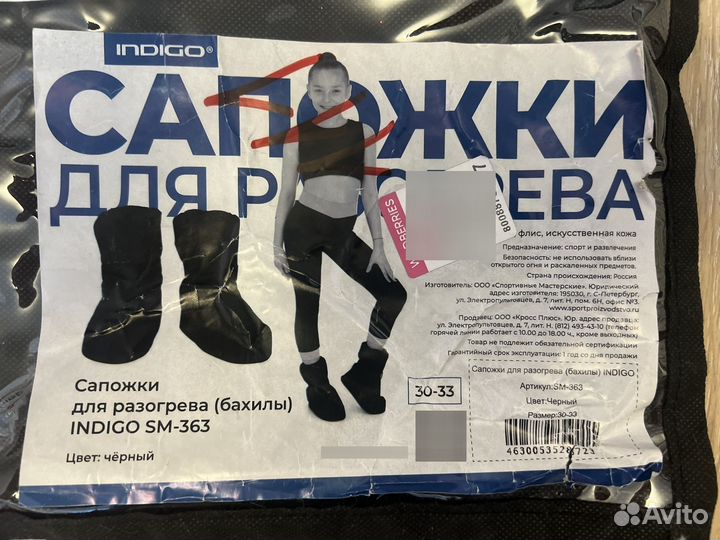 INDIGO®
САПОЖКИ
ДЛЯ РАЗОГРЕВА
WILDBERRIES
флис, искусственная кожа
Предназначение: спорт и развлечения
Безопасность: не использовать вблизи
открытого огня и раскаленных предметов.
Страна происхождения: Россия
Изготовитель: ООО «Спортивные Мастерские». Юридический
адрес изготовителя: 195030, г. С-Петербург,
ул. Электропультовцев, д. 7, лит. Н, пом. 6Н, офис №3.
www.sportproizvodstvo.ru
Продавец: ООО «Кросс Плюс». Юр. адрес продавца:
ул. Электропультовцев, д. 7, лит. Н. (812) 493-43-10 (телефон
горячей линии работает с 10.00 до 18.00 ч., кроме выходных)
Товар не подлежит обязательной сертификации
Гарантийный срок эксплуатации: 1 год со дня продажи
Сапожки для разогрева (бахилы) INDIGO
Артикул:SM-363
Цвет:Черный
Размер:30-33
Сапожки
для разогрева (бахилы)
INDIGO SM-363
Цвет: чёрный
30-33
Avito